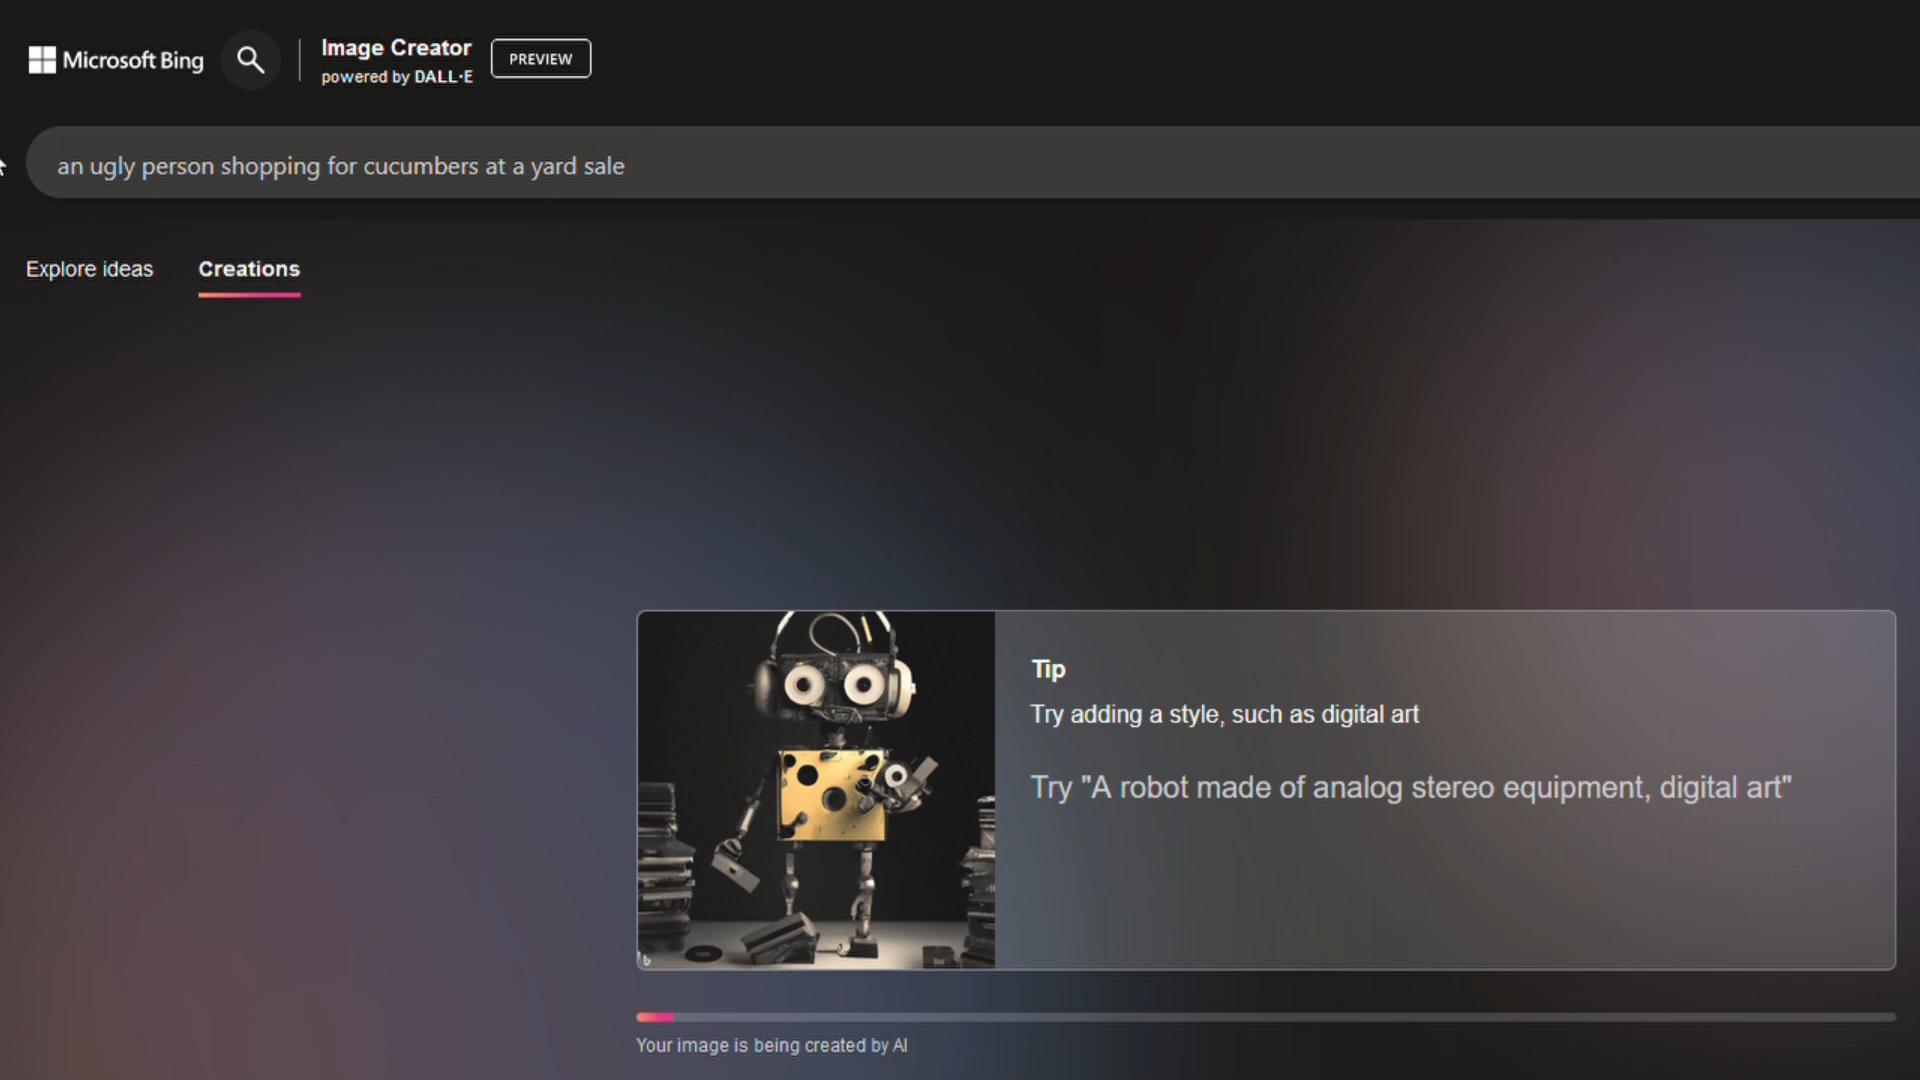 Microsoft Bing
Image Creator
powered by DALL·E
PREVIEW
an ugly person shopping for cucumbers at a yard sale
Explore ideas
Creations
Tip
Try adding a style, such as digital art
Try "A robot made of analog stereo equipment, digital art"
Your image is being created by AI